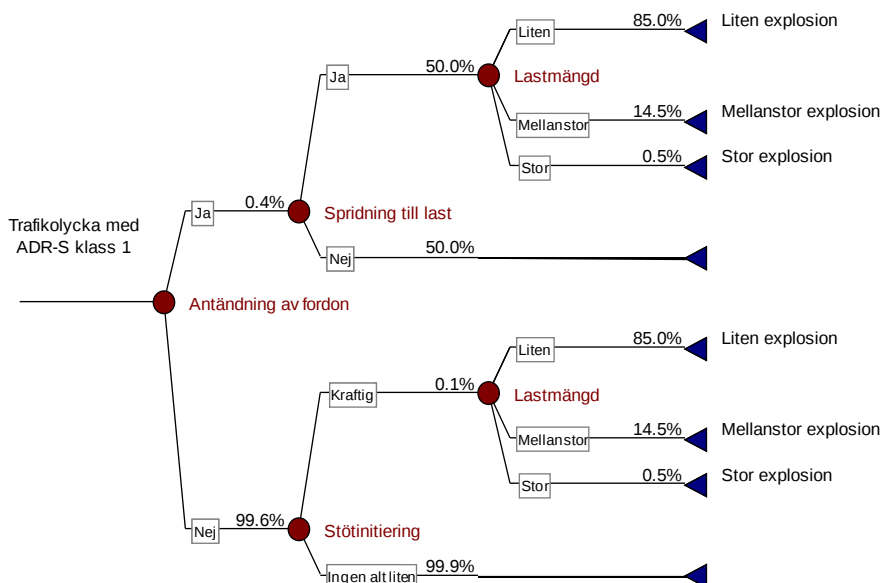 Liten 85.0% Liten explosion
Ja 50.0% Lastmängd
Mellanstor 14.5% Mellanstor explosion
Stor 0.5% Stor explosion
Ja 0.4% Spridning till last
Trafikolycka med
ADR-S klass 1
Nej 50.0%
Antändning av fordon
Liten 85.0% Liten explosion
Kraftig 0.1% Lastmängd
Mellanstor 14.5% Mellanstor explosion
Stor 0.5% Stor explosion
Nej 99.6% Stötinitiering
Ingen alt liten 99.9%